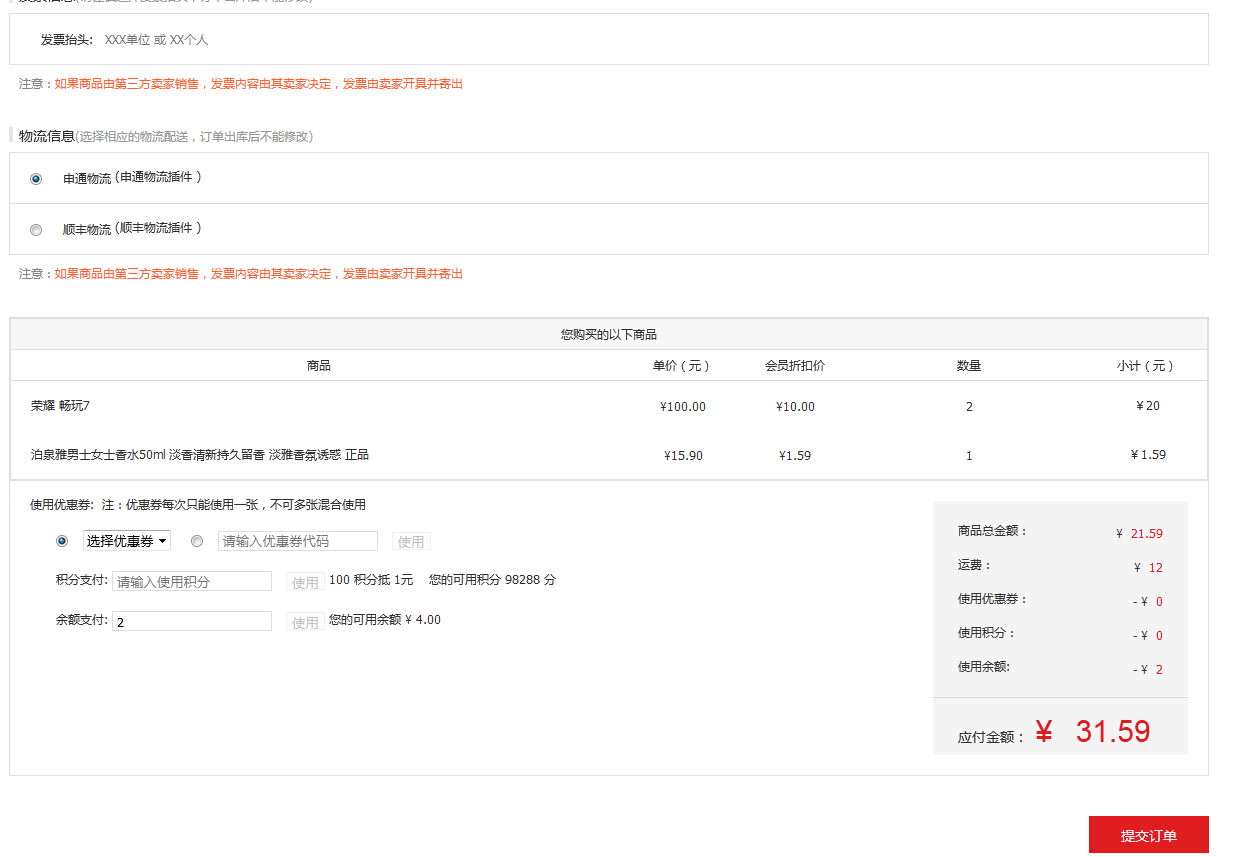 发票抬头: XXX单位 或 XX个人
注意：如果商品由第三方卖家销售，发票内容由其卖家决定，发票由卖家开具并寄出
物流信息(选择相应的物流配送，订单出库后不能修改)
申通物流 (申通物流插件 )
顺丰物流 (顺丰物流插件 )
注意：如果商品由第三方卖家销售，发票内容由其卖家决定，发票由卖家开具并寄出
您购买的以下商品
商品 单价（元） 会员折扣价 数量 小计（元）
荣耀 畅玩7 ¥100.00 ¥10.00 2 ¥20
泊泉雅男士女士香水50ml 淡香清新持久留香 淡雅香氛诱惑 正品 ¥15.90 ¥1.59 1 ¥1.59
使用优惠券: 注：优惠券每次只能使用一张，不可多张混合使用
选择优惠券 请输入优惠券代码 使用
积分支付: 请输入使用积分 使用 100 积分抵 1元 您的可用积分 98288 分
余额支付: 2 使用 您的可用余额 ¥ 4.00
商品总金额： ¥ 21.59
运费： ¥ 12
使用优惠券： - ¥ 0
使用积分： - ¥ 0
使用余额: - ¥ 2
应付金额： ¥ 31.59
提交订单